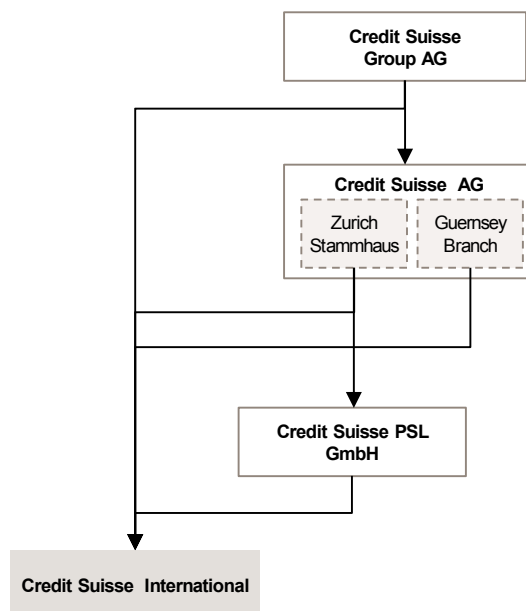 Credit Suisse
Group AG
Credit Suisse AG
Zurich
Stammhaus
Guernsey
Branch
Credit Suisse PSL
GmbH
Credit Suisse International